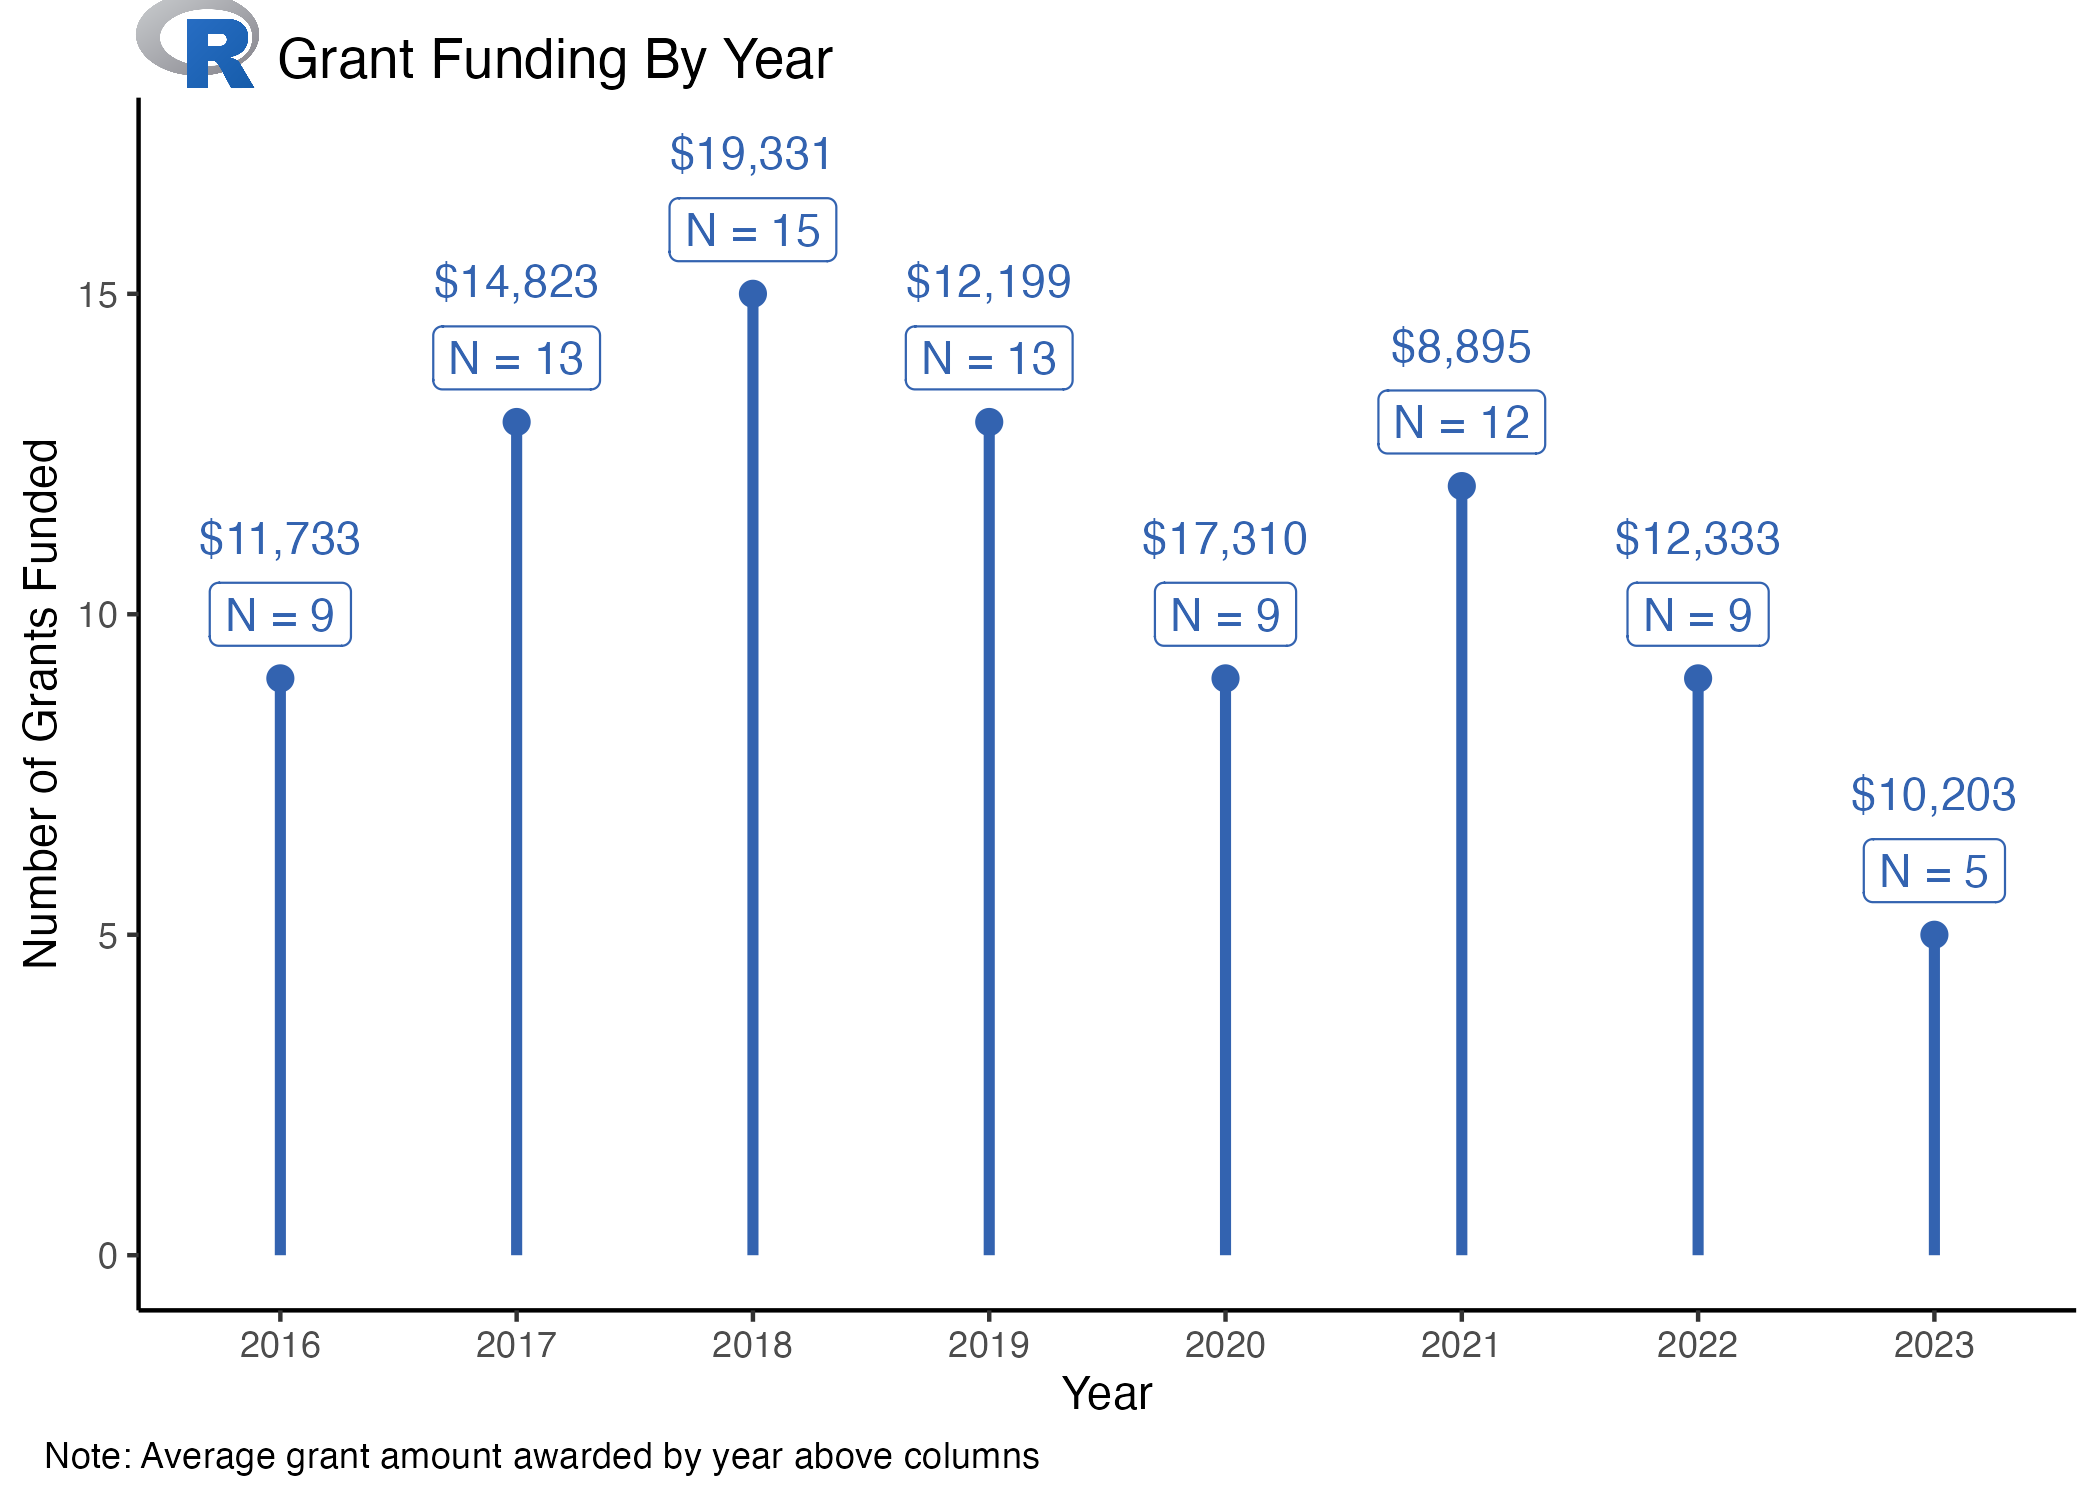 R Grant Funding By Year
$19,331
N = 15
$14,823
N = 13
$12,199
N = 13
$8,895
N = 12
$11,733
N = 9
$17,310
N = 9
$12,333
N = 9
$10,203
N = 5
Number of Grants Funded
15
10
5
0
2016 2017 2018 2019 2020 2021 2022 2023
Year
Note: Average grant amount awarded by year above columns